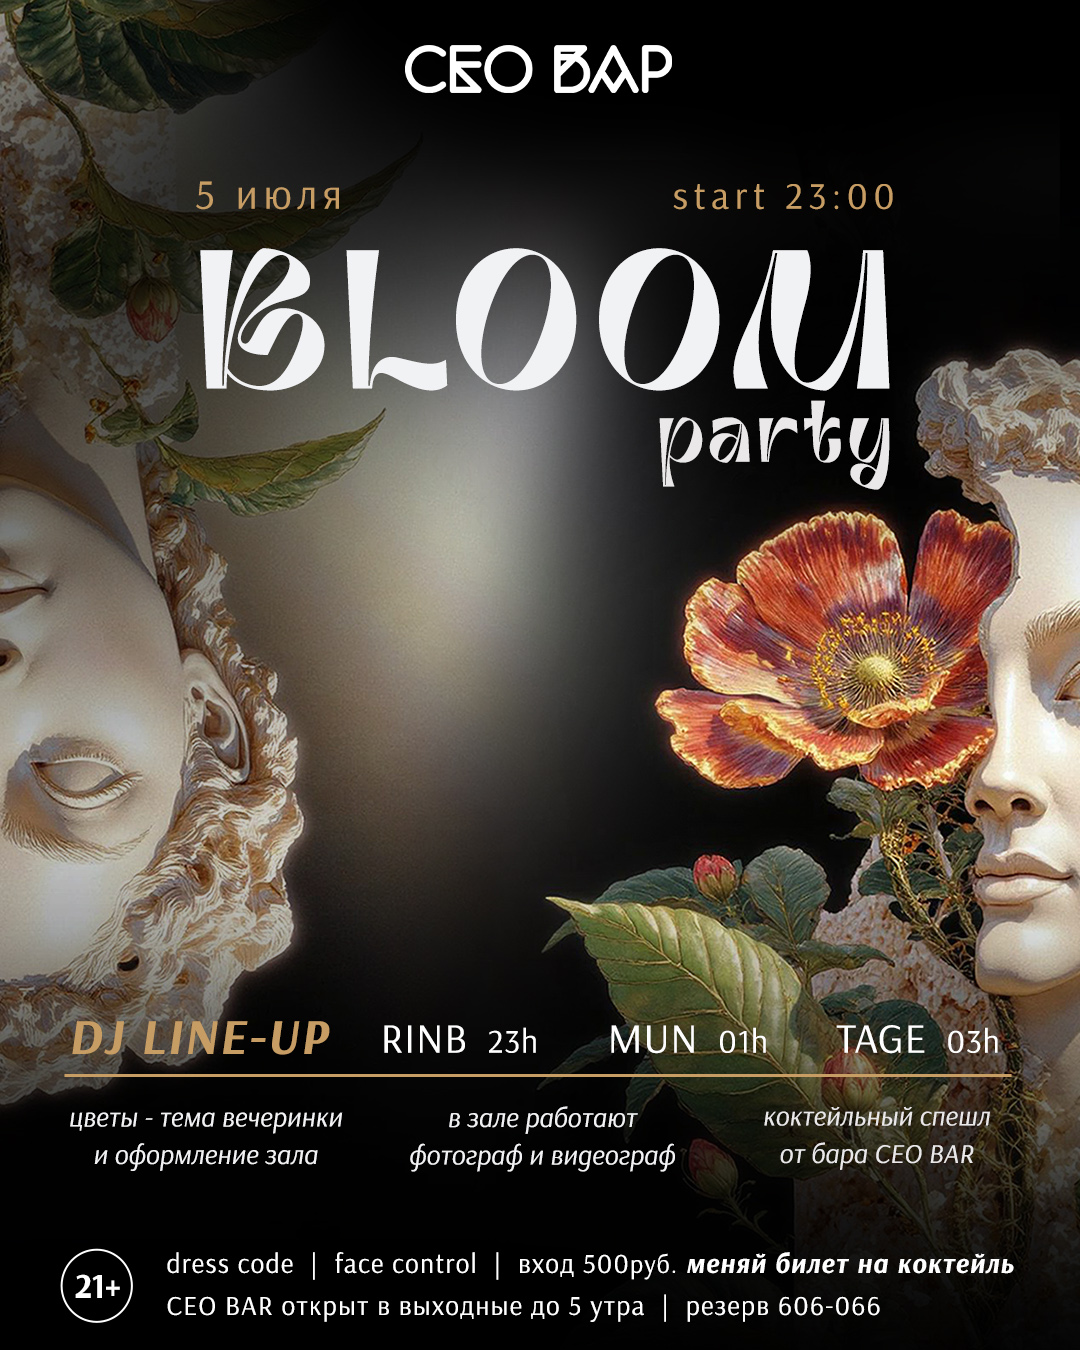 CEO BAP
5 июля start 23:00
BLOOM
party
DJ LINE-UP RINB 23h MUN 01h TAGE 03h
цветы - тема вечеринки
и оформление зала
в зале работают
фотограф и видеограф
коктейльный спешл
от бара CEO BAR
21+
dress code | face control | вход 500руб. меняй билет на коктейль
CEO BAR открыт в выходные до 5 утра | резерв 606-066